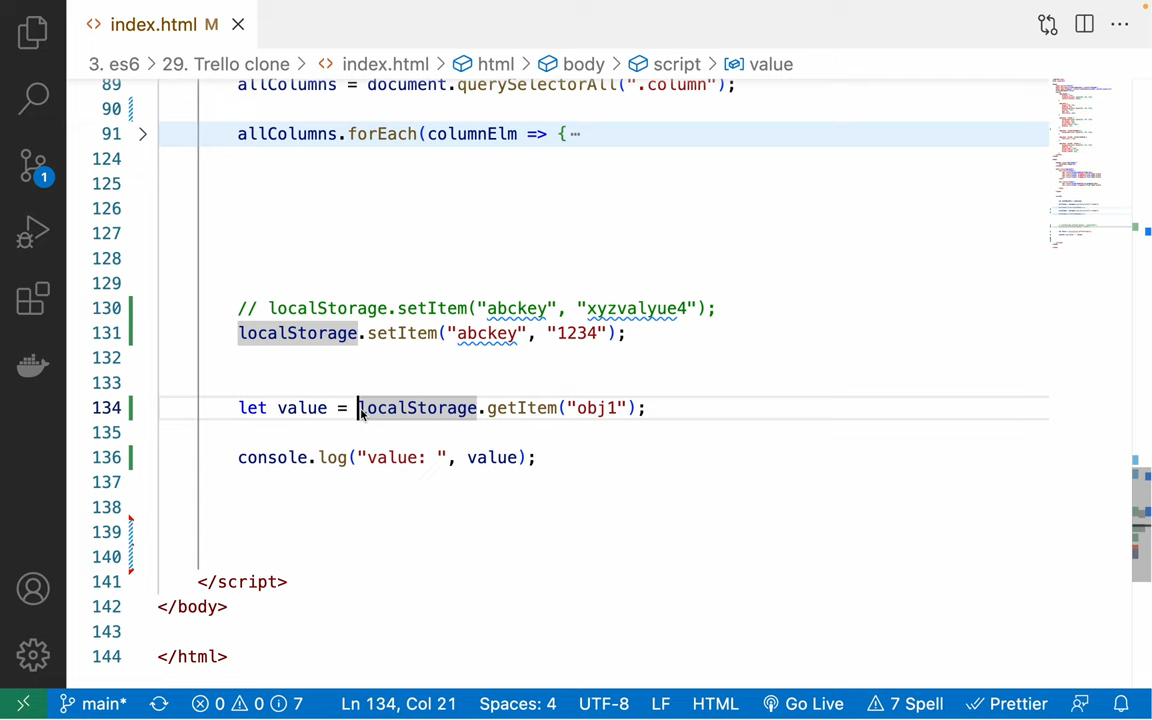 index.html M
3. es6 > 29. Trello clone > index.html > html > body > script > value
89 allColumns = document.querySelectorAll(".column");
90
91 allColumns.forEach(columnElm => {⋯
124
125
126
127
128
129
130 // localStorage.setItem("abckey", "xyzvalyue4");
131 localStorage.setItem("abckey", "1234");
132
133
134 let value = localStorage.getItem("obj1");
135
136 console.log("value: ", value);
137
138
139
140
141 </script>
142 </body>
143
144 </html>
1
main* 0 0 7 Ln 134, Col 21 Spaces: 4 UTF-8 LF HTML Go Live 7 Spell Prettier